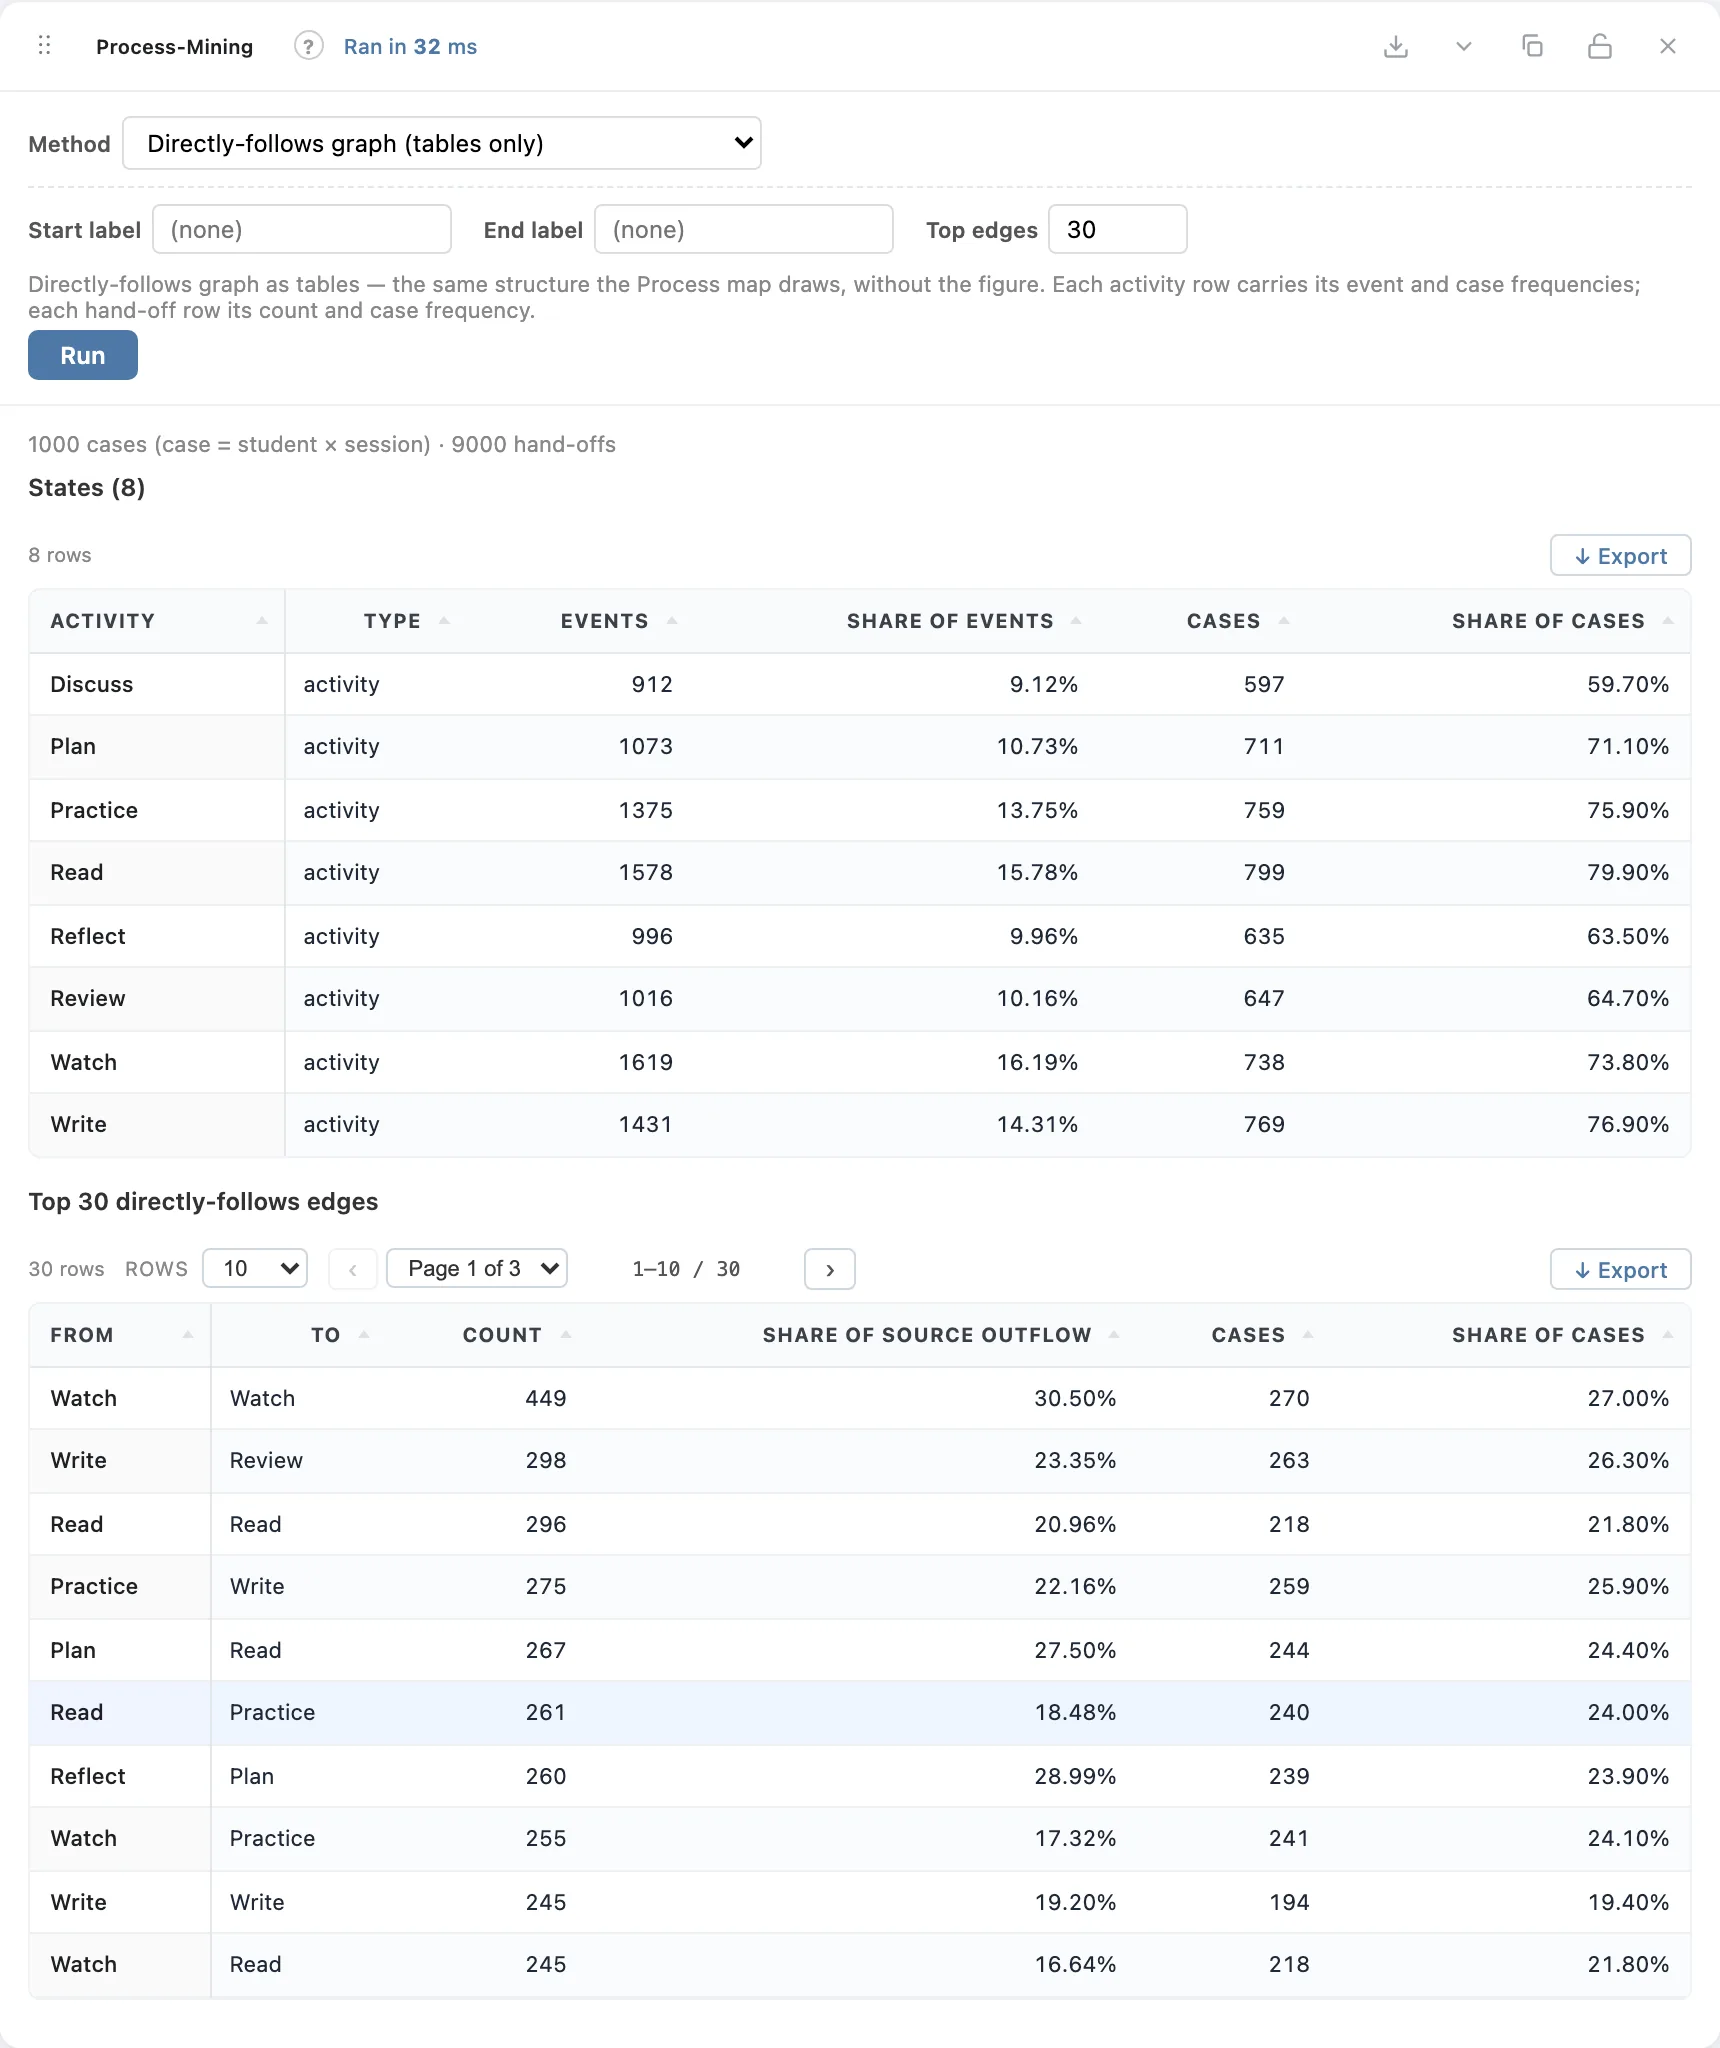 Process-Mining ? Ran in 32 ms
Method Directly-follows graph (tables only)
Start label (none) End label (none) Top edges 30
Directly-follows graph as tables — the same structure the Process map draws, without the figure. Each activity row carries its event and case frequencies;
each hand-off row its count and case frequency.
Run
1000 cases (case = student × session) · 9000 hand-offs
States (8)
8 rows ↓ Export
ACTIVITY TYPE EVENTS SHARE OF EVENTS CASES SHARE OF CASES
Discuss activity 912 9.12% 597 59.70%
Plan activity 1073 10.73% 711 71.10%
Practice activity 1375 13.75% 759 75.90%
Read activity 1578 15.78% 799 79.90%
Reflect activity 996 9.96% 635 63.50%
Review activity 1016 10.16% 647 64.70%
Watch activity 1619 16.19% 738 73.80%
Write activity 1431 14.31% 769 76.90%
Top 30 directly-follows edges
30 rows ROWS 10 ‹ Page 1 of 3 1–10 / 30 › ↓ Export
FROM TO COUNT SHARE OF SOURCE OUTFLOW CASES SHARE OF CASES
Watch Watch 449 30.50% 270 27.00%
Write Review 298 23.35% 263 26.30%
Read Read 296 20.96% 218 21.80%
Practice Write 275 22.16% 259 25.90%
Plan Read 267 27.50% 244 24.40%
Read Practice 261 18.48% 240 24.00%
Reflect Plan 260 28.99% 239 23.90%
Watch Practice 255 17.32% 241 24.10%
Write Write 245 19.20% 194 19.40%
Watch Read 245 16.64% 218 21.80%